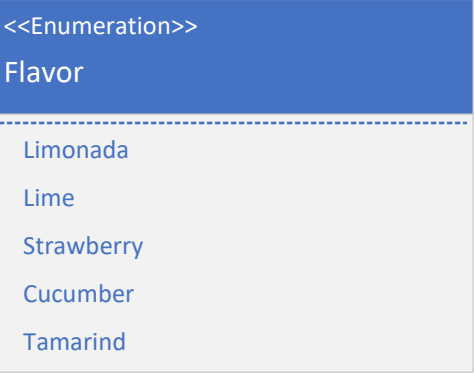 <<Enumeration>>
Flavor
Limonada
Lime
Strawberry
Cucumber
Tamarind